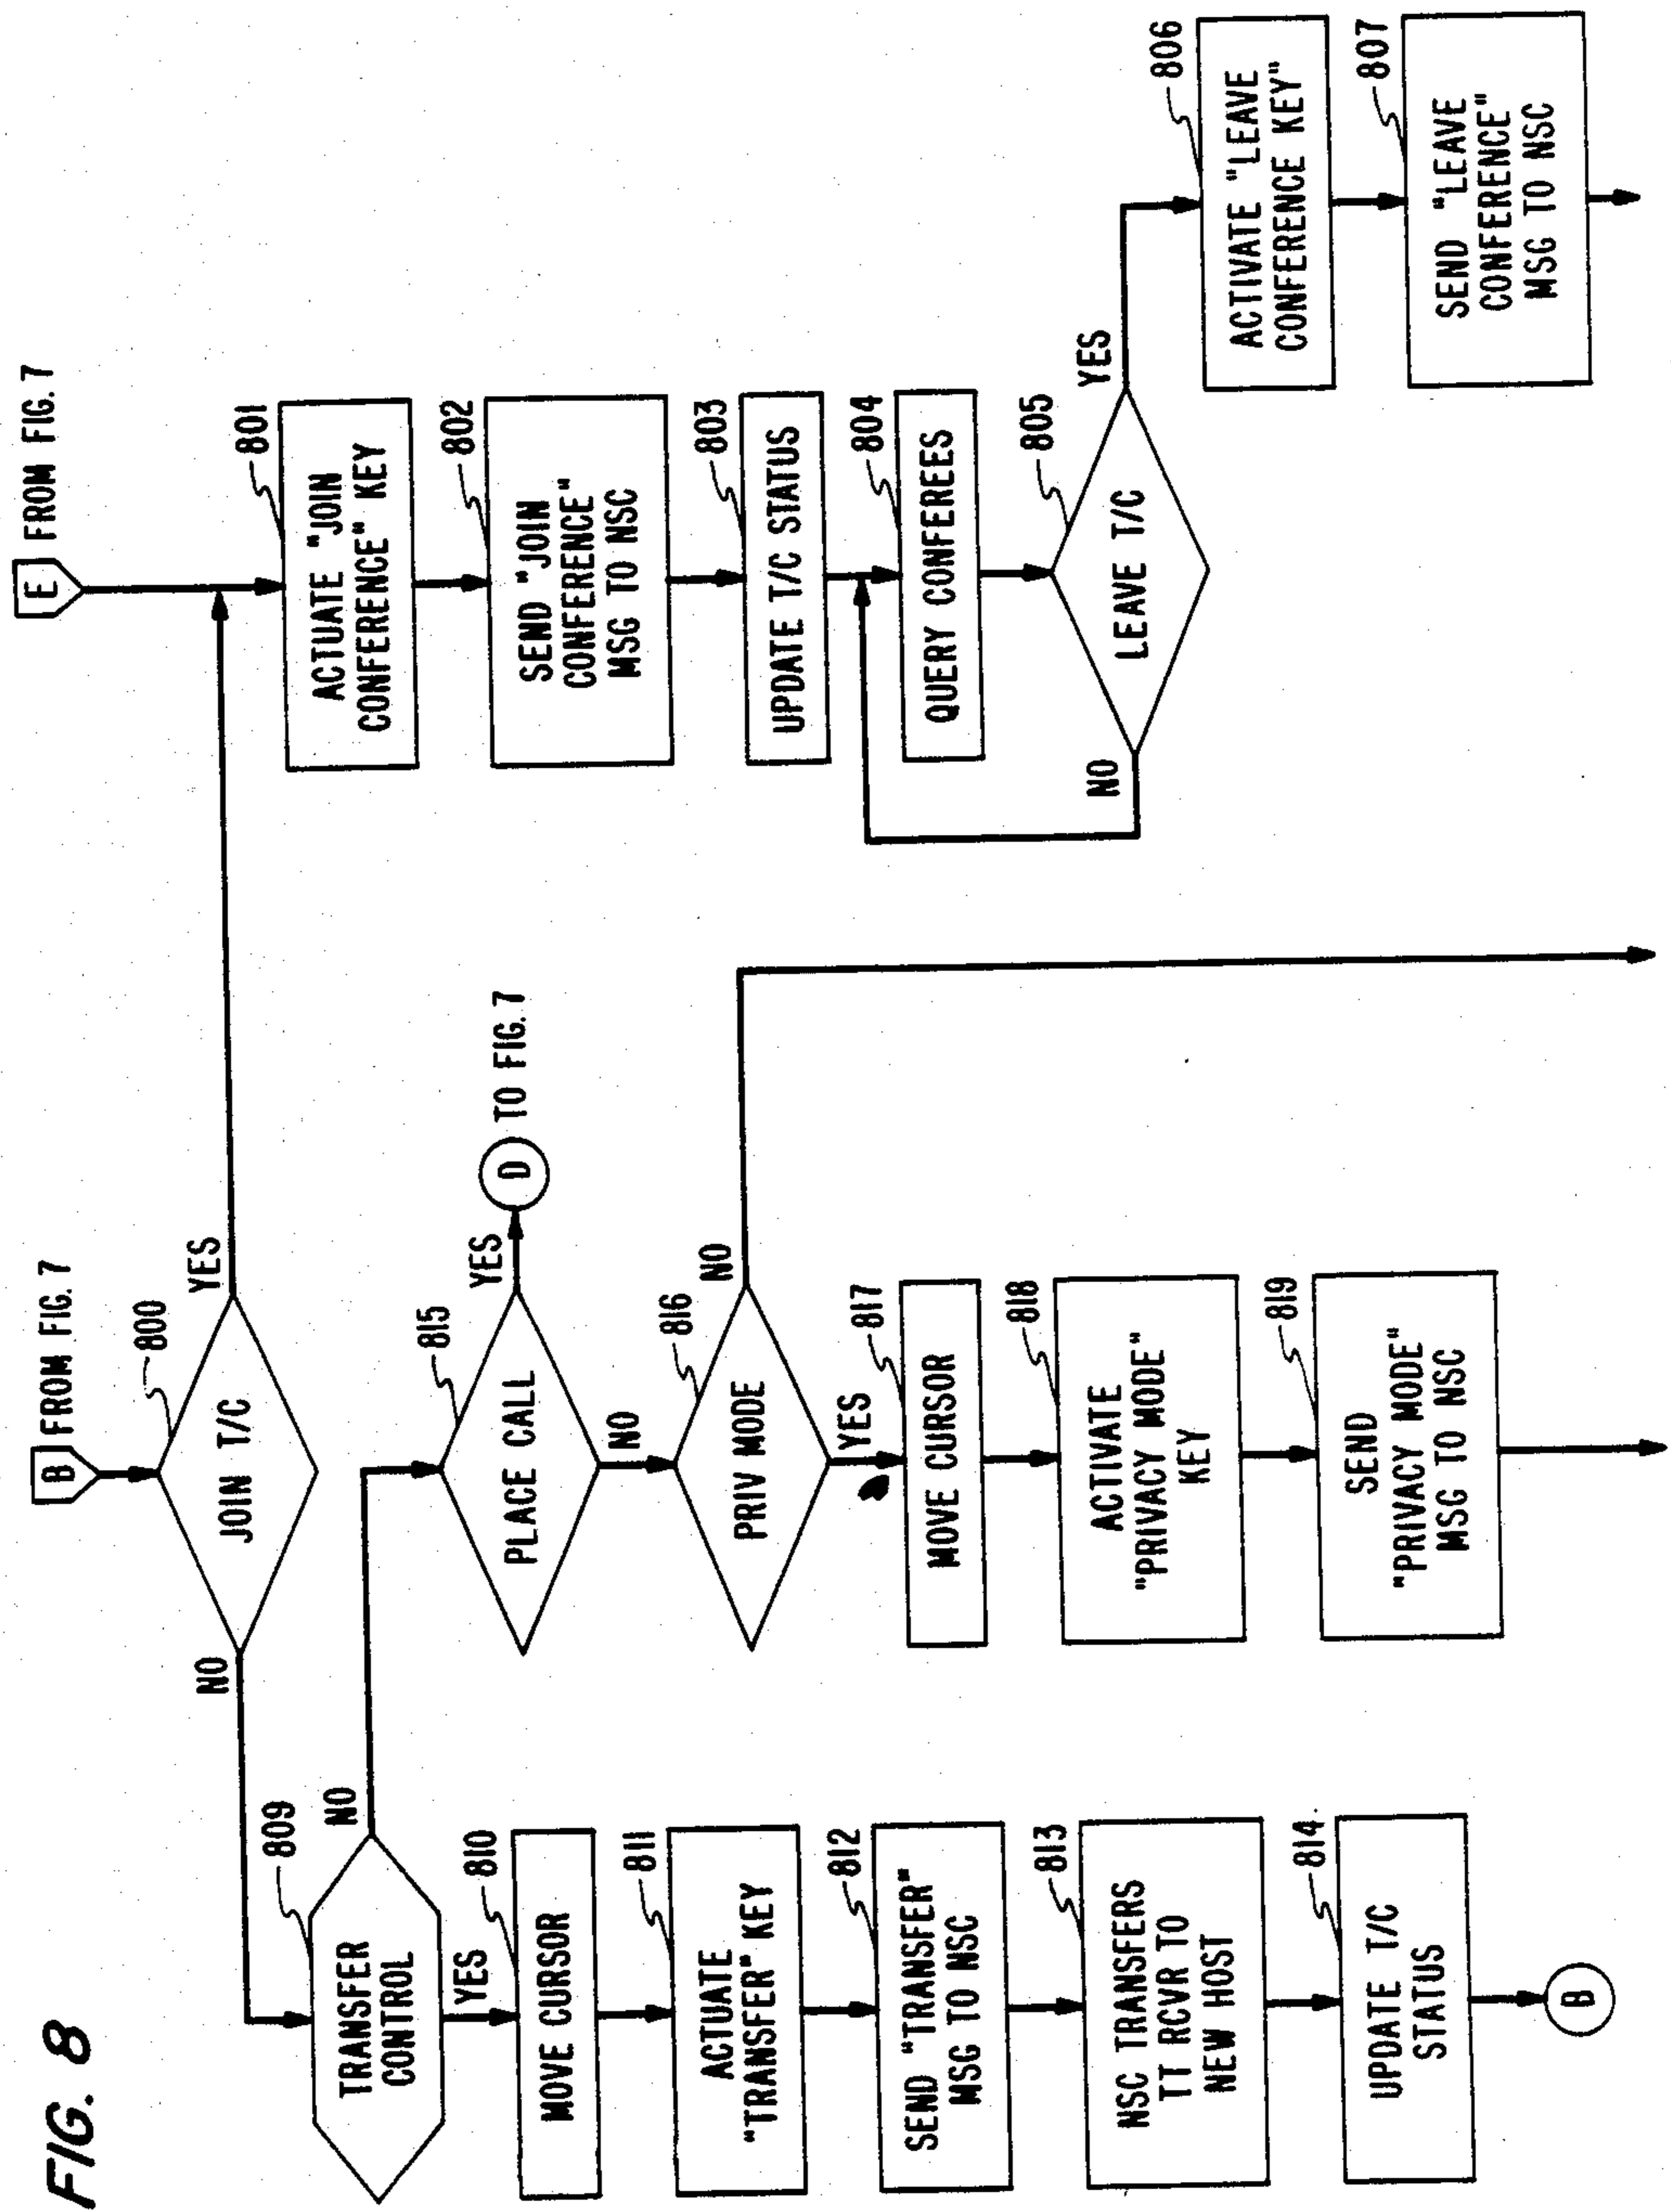 FIG. 8
B FROM FIG. 7
E FROM FIG. 7
800
JOIN T/C
YES
NO
801
ACTUATE "JOIN
CONFERENCE" KEY
802
SEND "JOIN
CONFERENCE"
MSG TO NSC
803
UPDATE T/C STATUS
804
QUERY CONFEREES
805
LEAVE T/C
NO
YES
806
ACTIVATE "LEAVE
CONFERENCE KEY"
807
SEND "LEAVE
CONFERENCE"
MSG TO NSC
809
TRANSFER
CONTROL
NO
YES
810
MOVE CURSOR
811
ACTUATE
"TRANSFER" KEY
812
SEND "TRANSFER"
MSG TO NSC
813
NSC TRANSFERS
TT RCVR TO
NEW HOST
814
UPDATE T/C
STATUS
B
815
PLACE CALL
YES
D TO FIG. 7
NO
816
PRIV MODE
NO
YES
817
MOVE CURSOR
818
ACTIVATE
"PRIVACY MODE"
KEY
819
SEND
"PRIVACY MODE"
MSG TO NSC